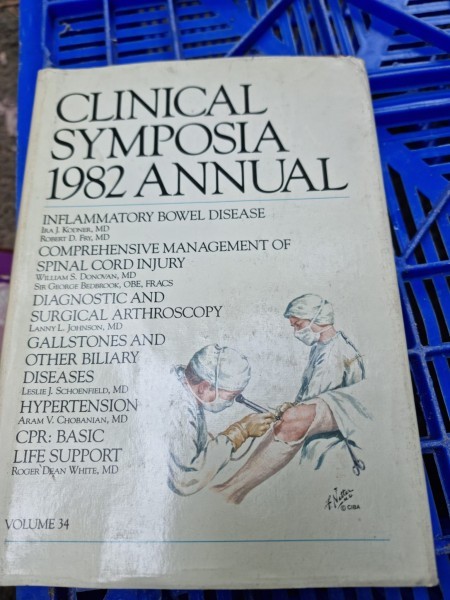 CLINICAL
SYMPOSIA
1982 ANNUAL
INFLAMMATORY BOWEL DISEASE
IRA J. KODNER, MD
ROBERT D. FRY, MD
COMPREHENSIVE MANAGEMENT OF
SPINAL CORD INJURY
WILLIAM S. DONOVAN, MD
SIR GEORGE BEDBROOK, OBE, FRACS
DIAGNOSTIC AND
SURGICAL ARTHROSCOPY
LANNY L. JOHNSON, MD
GALLSTONES AND
OTHER BILIARY
DISEASES
LESLIE J. SCHOENFIELD, MD
HYPERTENSION
ARAM V. CHOBANIAN, MD
CPR: BASIC
LIFE SUPPORT
ROGER DEAN WHITE, MD
F. Netter
© CIBA
VOLUME 34